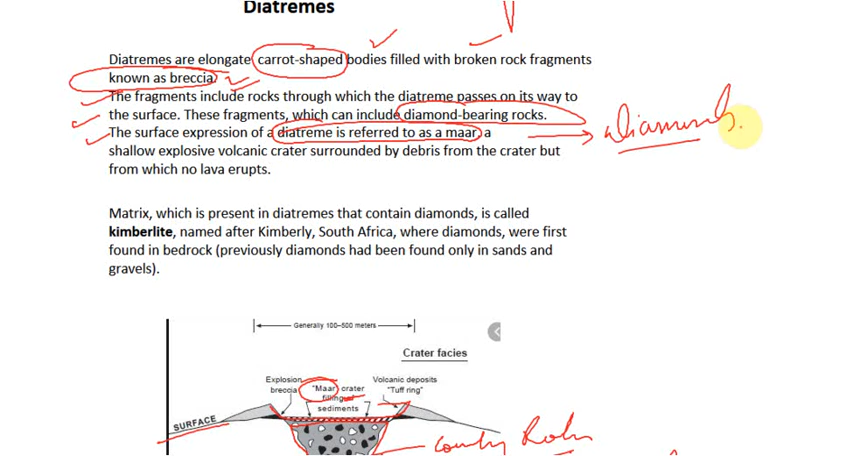 Diatremes
Diatremes are elongate carrot-shaped bodies filled with broken rock fragments
known as breccia.
The fragments include rocks through which the diatreme passes on its way to
the surface. These fragments, which can include diamond-bearing rocks.
The surface expression of a diatreme is referred to as a maar, a
shallow explosive volcanic crater surrounded by debris from the crater but
from which no lava erupts.
Diamonds.
Matrix, which is present in diatremes that contain diamonds, is called
kimberlite, named after Kimberly, South Africa, where diamonds, were first
found in bedrock (previously diamonds had been found only in sands and
gravels).
Generally 100–500 meters
Crater facies
Explosion
breccia
"Maar crater
filling
sediments
Volcanic deposits
"Tuff ring"
SURFACE